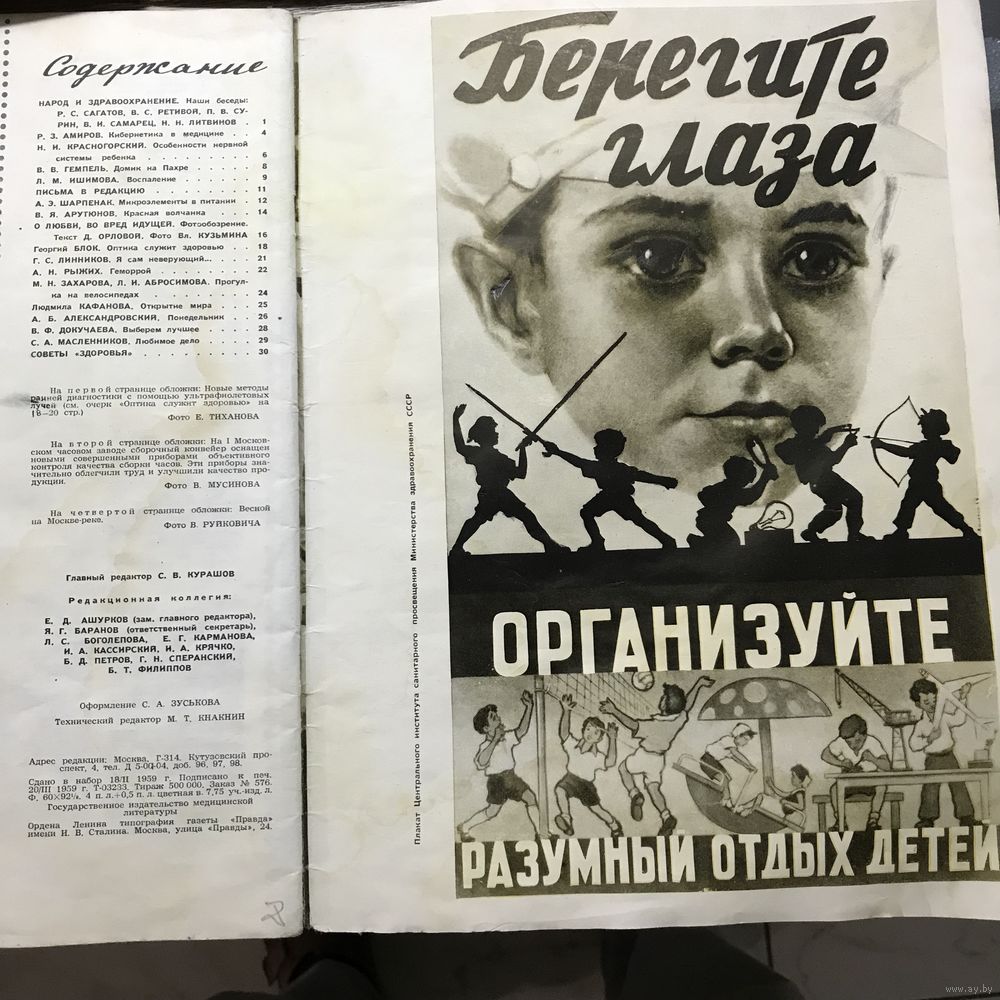 Содержание
НАРОД И ЗДРАВООХРАНЕНИЕ. Наши беседы:
Р. С. САГАТОВ, В. С. РЕТИВОЙ, П. В. СУ-
РИН, В. И. САМАРЕЦ, Н. Н. ЛИТВИНОВ . 1
Р. З. АМИРОВ. Кибернетика в медицине . . 4
Н. И. КРАСНОГОРСКИЙ. Особенности нервной
системы ребенка . . . . . . . . . 6
В. В. ГЕМПЕЛЬ. Домик на Пахре . . . . . 8
Л. М. ИШИМОВА. Воспаление . . . . . . 9
ПИСЬМА В РЕДАКЦИЮ . . . . . . . . 11
А. Э. ШАРПЕНАК. Микроэлементы в питании . 12
В. Я. АРУТЮНОВ. Красная волчанка . . . 14
О ЛЮБВИ, ВО ВРЕД ИДУЩЕЙ. Фотообозрение.
Текст Д. ОРЛОВОЙ. Фото Вл. КУЗЬМИНА 16
Георгий БЛОК. Оптика служит здоровью . . 18
Г. С. ЛИННИКОВ. Я сам неверующий... . . . 21
А. Н. РЫЖИХ. Геморрой . . . . . . . . 22
М. Н. ЗАХАРОВА, Л. И. АБРОСИМОВА. Прогул-
ка на велосипедах . . . . . . . . 24
Людмила КАФАНОВА. Открытие мира . . . 25
А. Б. АЛЕКСАНДРОВСКИЙ. Понедельник . . 26
В. Ф. ДОКУЧАЕВА. Выберем лучшее . . . . 28
С. А. МАСЛЕННИКОВ. Любимое дело . . . . 29
СОВЕТЫ «ЗДОРОВЬЯ» . . . . . . . . . 30
На первой странице обложки: Новые методы
ранней диагностики с помощью ультрафиолетовых
лучей (см. очерк «Оптика служит здоровью» на
18—20 стр.)
Фото Е. ТИХАНОВА
На второй странице обложки: На I Москов-
ском часовом заводе сборочный конвейер оснащен
новыми совершенными приборами объективного
контроля качества сборки часов. Эти приборы зна-
чительно облегчили труд и улучшили качество про-
дукции.
Фото В. МУСИНОВА
На четвертой странице обложки: Весной
на Москве-реке.
Фото В. РУЙКОВИЧА
Главный редактор С. В. КУРАШОВ
Редакционная коллегия:
Е. Д. АШУРКОВ (зам. главного редактора),
Я. Г. БАРАНОВ (ответственный секретарь),
Л. С. БОГОЛЕПОВА, Е. Г. КАРМАНОВА,
И. А. КАССИРСКИЙ, И. А. КРЯЧКО,
Б. Д. ПЕТРОВ, Г. Н. СПЕРАНСКИЙ,
Б. Т. ФИЛИППОВ
Оформление С. А. ЗУСЬКОВА
Технический редактор М. Т. КНАКНИН
Адрес редакции: Москва, Г-314. Кутузовский про-
спект, 4, тел. Д 5-00-04, доб. 96, 97, 98.
Сдано в набор 18/II 1959 г. Подписано к печ.
20/III 1959 г. Т-03233. Тираж 500 000. Заказ № 576.
Ф. 60×92⅛. 4 п. л.+0,5 п. л. цветная в. 7,75 уч.-изд. л.
Государственное издательство медицинской
литературы
Ордена Ленина типография газеты «Правда»
имени И. В. Сталина. Москва, улица «Правды», 24.
Плакат Центрального института санитарного просвещения Министерства здравоохранения СССР
Берегите
глаза
ОРГАНИЗУЙТЕ
РАЗУМНЫЙ ОТДЫХ ДЕТЕЙ
www.ay.by